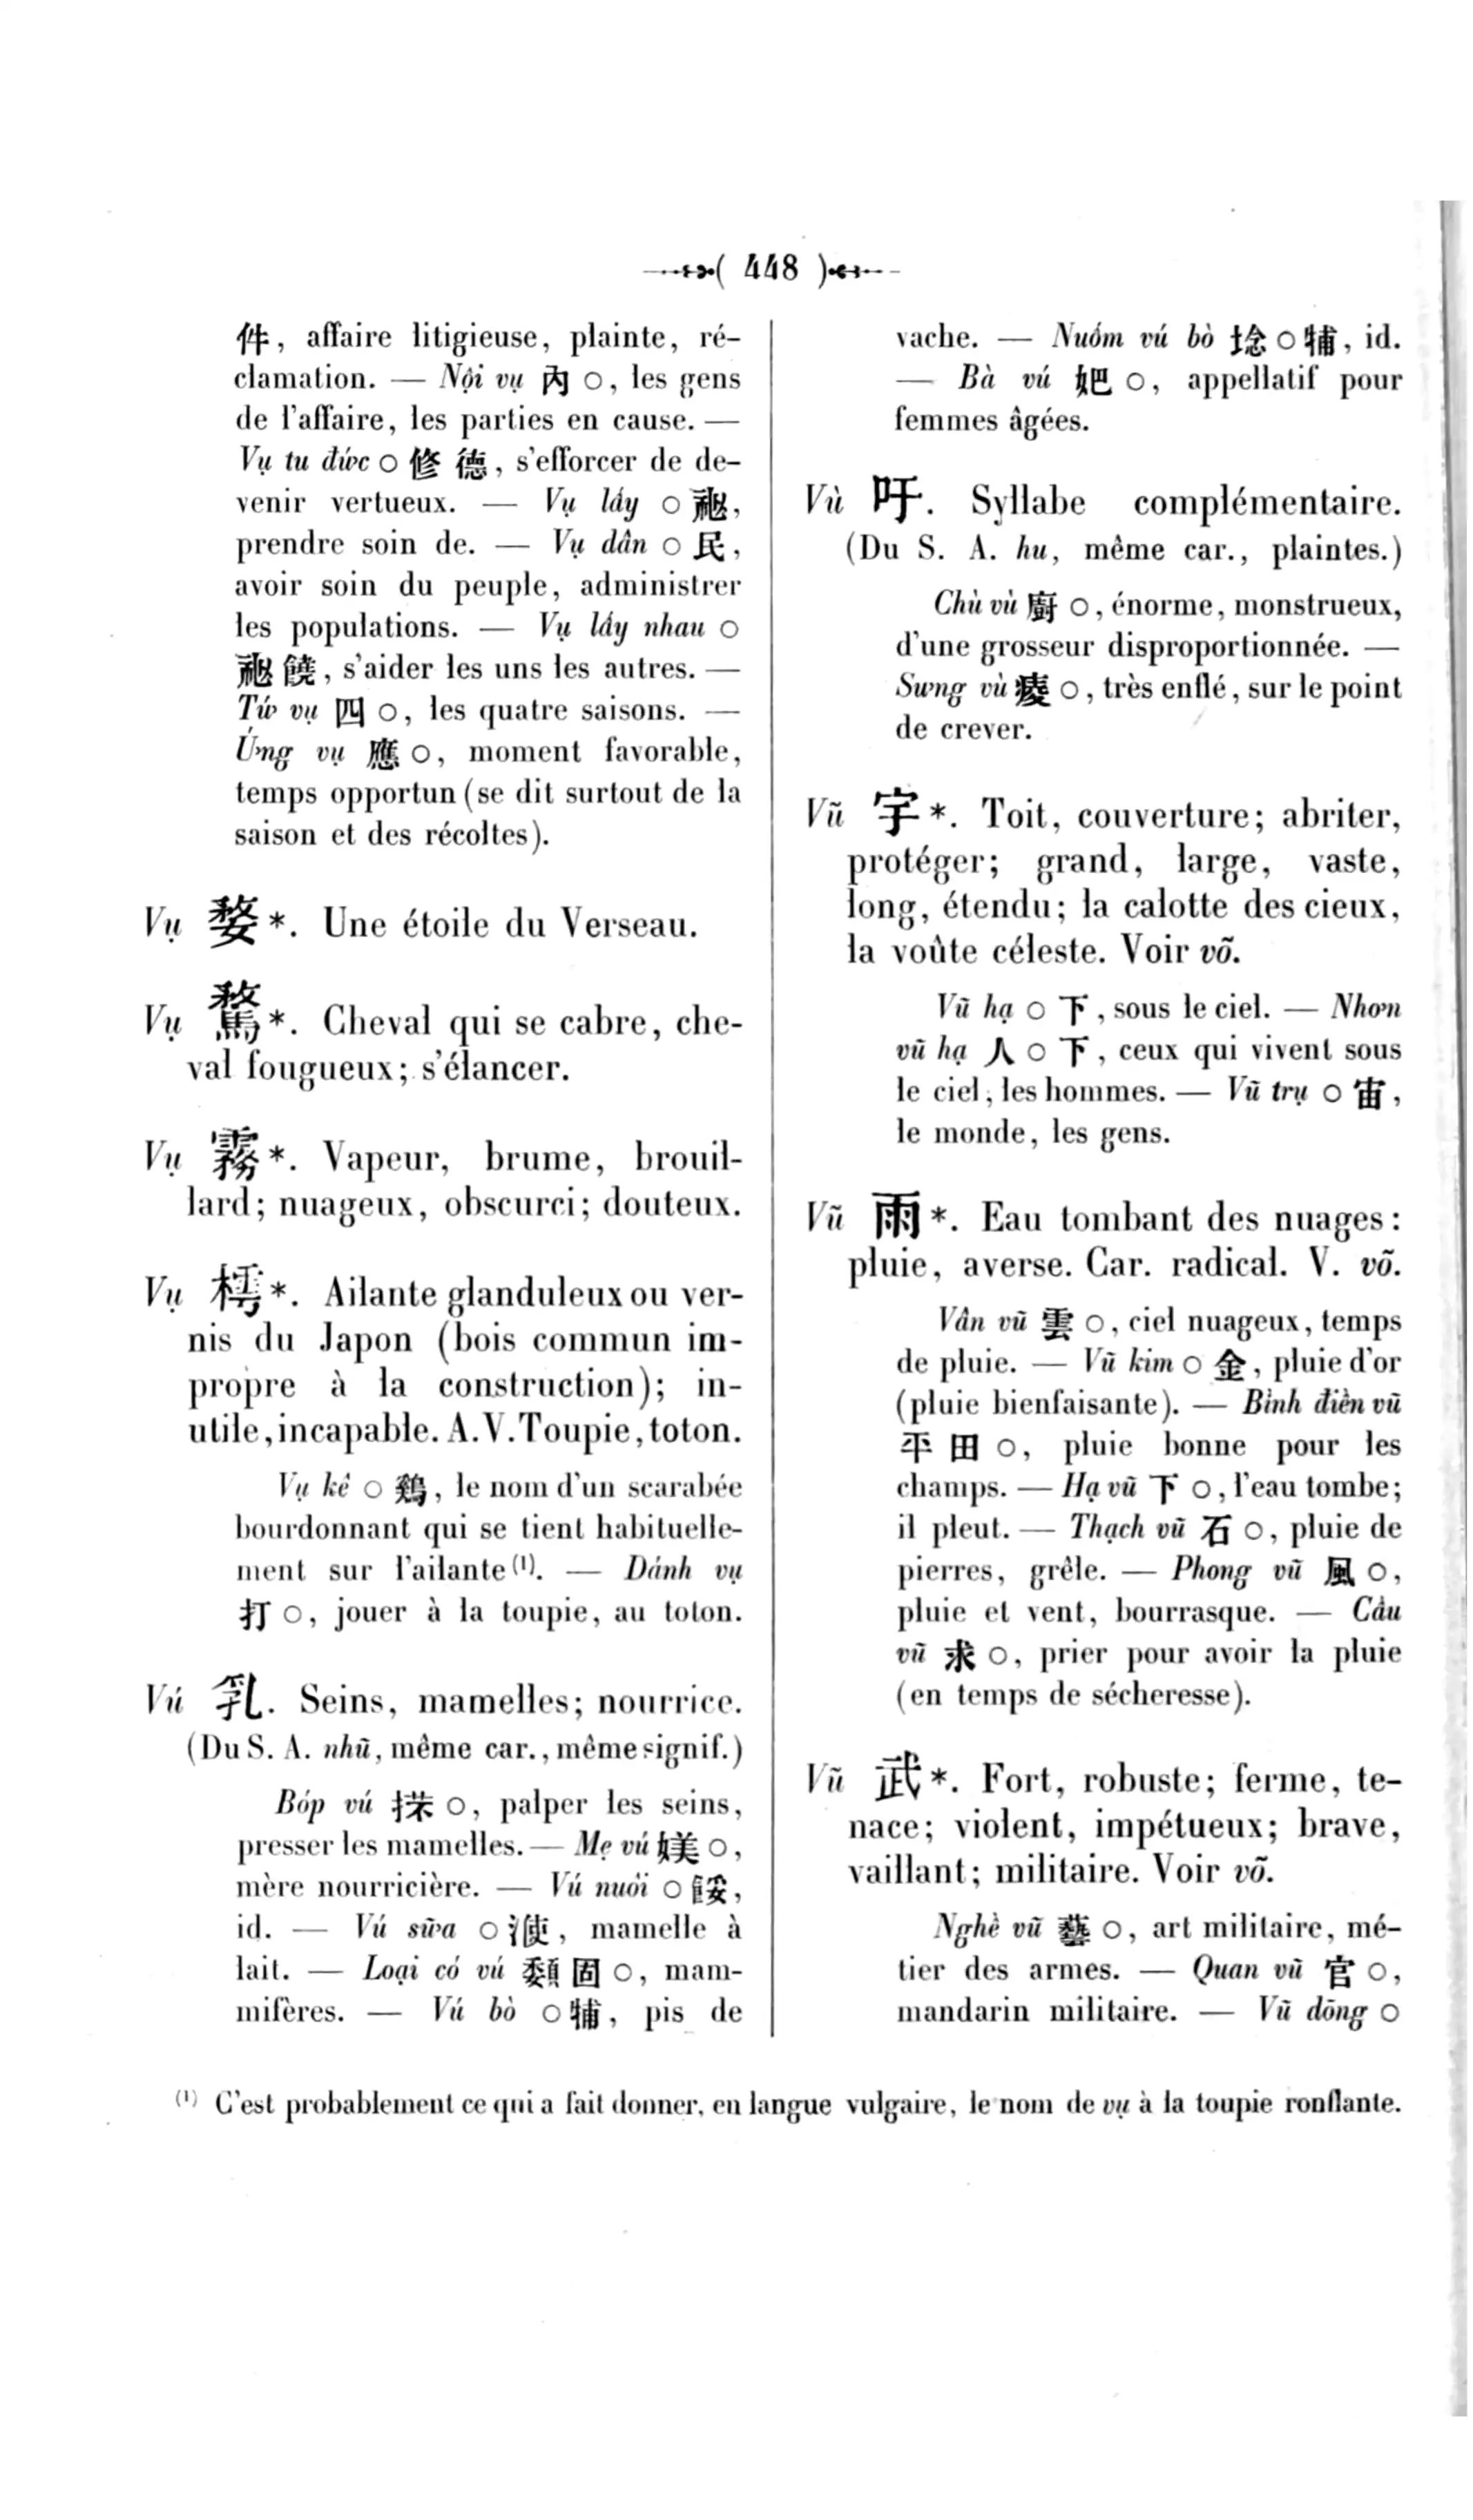 ( 448 )
件, affaire litigieuse, plainte, ré-
clamation. — Nội vụ 內 ○, les gens
de l'affaire, les parties en cause. —
Vụ tu đức ○ 修 德, s'efforcer de de-
venir vertueux. — Vụ lấy ○,
prendre soin de. — Vụ dân ○ 民,
avoir soin du peuple, administrer
les populations. — Vụ lấy nhau ○
饒, s'aider les uns les autres. —
Tứ vụ 四 ○, les quatre saisons. —
Ứng vụ 應 ○, moment favorable,
temps opportun (se dit surtout de la
saison et des récoltes).
Vụ 婺*. Une étoile du Verseau.
Vụ 騖*. Cheval qui se cabre, che-
val fougueux; s'élancer.
Vụ 霧*. Vapeur, brume, brouil-
lard; nuageux, obscurci; douteux.
Vụ 樗*. Ailante glanduleux ou ver-
nis du Japon (bois commun im-
propre à la construction); in-
utile, incapable. A. V. Toupie, toton.
Vụ kê ○ 鷄, le nom d'un scarabée
bourdonnant qui se tient habituelle-
ment sur l'ailante (1). — Đánh vụ
打 ○, jouer à la toupie, au toton.
Vú 乳. Seins, mamelles; nourrice.
(Du S. A. nhũ, même car., même signif.)
Bóp vú ○, palper les seins,
presser les mamelles. — Mẹ vú 媄 ○,
mère nourricière. — Vú nuôi ○ 餒,
id. — Vú sữa ○, mamelle à
lait. — Loại có vú 類 固 ○, mam-
mifères. — Vú bò ○ 犕, pis de
vache. — Nuốm vú bò 埝 ○ 犕, id.
— Bà vú 妑 ○, appellatif pour
femmes âgées.
Vù 吁. Syllabe complémentaire.
(Du S. A. hu, même car., plaintes.)
Chù vù 廚 ○, énorme, monstrueux,
d'une grosseur disproportionnée. —
Sưng vù 㾮 ○, très enflé, sur le point
de crever.
Vũ 宇*. Toit, couverture; abriter,
protéger; grand, large, vaste,
long, étendu; la calotte des cieux,
la voûte céleste. Voir võ.
Vũ hạ ○ 下, sous le ciel. — Nhơn
vũ hạ 人 ○ 下, ceux qui vivent sous
le ciel, les hommes. — Vũ trụ ○ 宙,
le monde, les gens.
Vũ 雨*. Eau tombant des nuages:
pluie, averse. Car. radical. V. võ.
Vân vũ 雲 ○, ciel nuageux, temps
de pluie. — Vũ kim ○ 金, pluie d'or
(pluie bienfaisante). — Bình điền vũ
平 田 ○, pluie bonne pour les
champs. — Hạ vũ 下 ○, l'eau tombe;
il pleut. — Thạch vũ 石 ○, pluie de
pierres, grêle. — Phong vũ 風 ○,
pluie et vent, bourrasque. — Cầu
vũ 求 ○, prier pour avoir la pluie
(en temps de sécheresse).
Vũ 武*. Fort, robuste; ferme, te-
nace; violent, impétueux; brave,
vaillant; militaire. Voir võ.
Nghề vũ 藝 ○, art militaire, mé-
tier des armes. — Quan vũ 官 ○,
mandarin militaire. — Vũ dõng ○
(1) C'est probablement ce qui a fait donner, en langue vulgaire, le nom de vụ à la toupie ronflante.